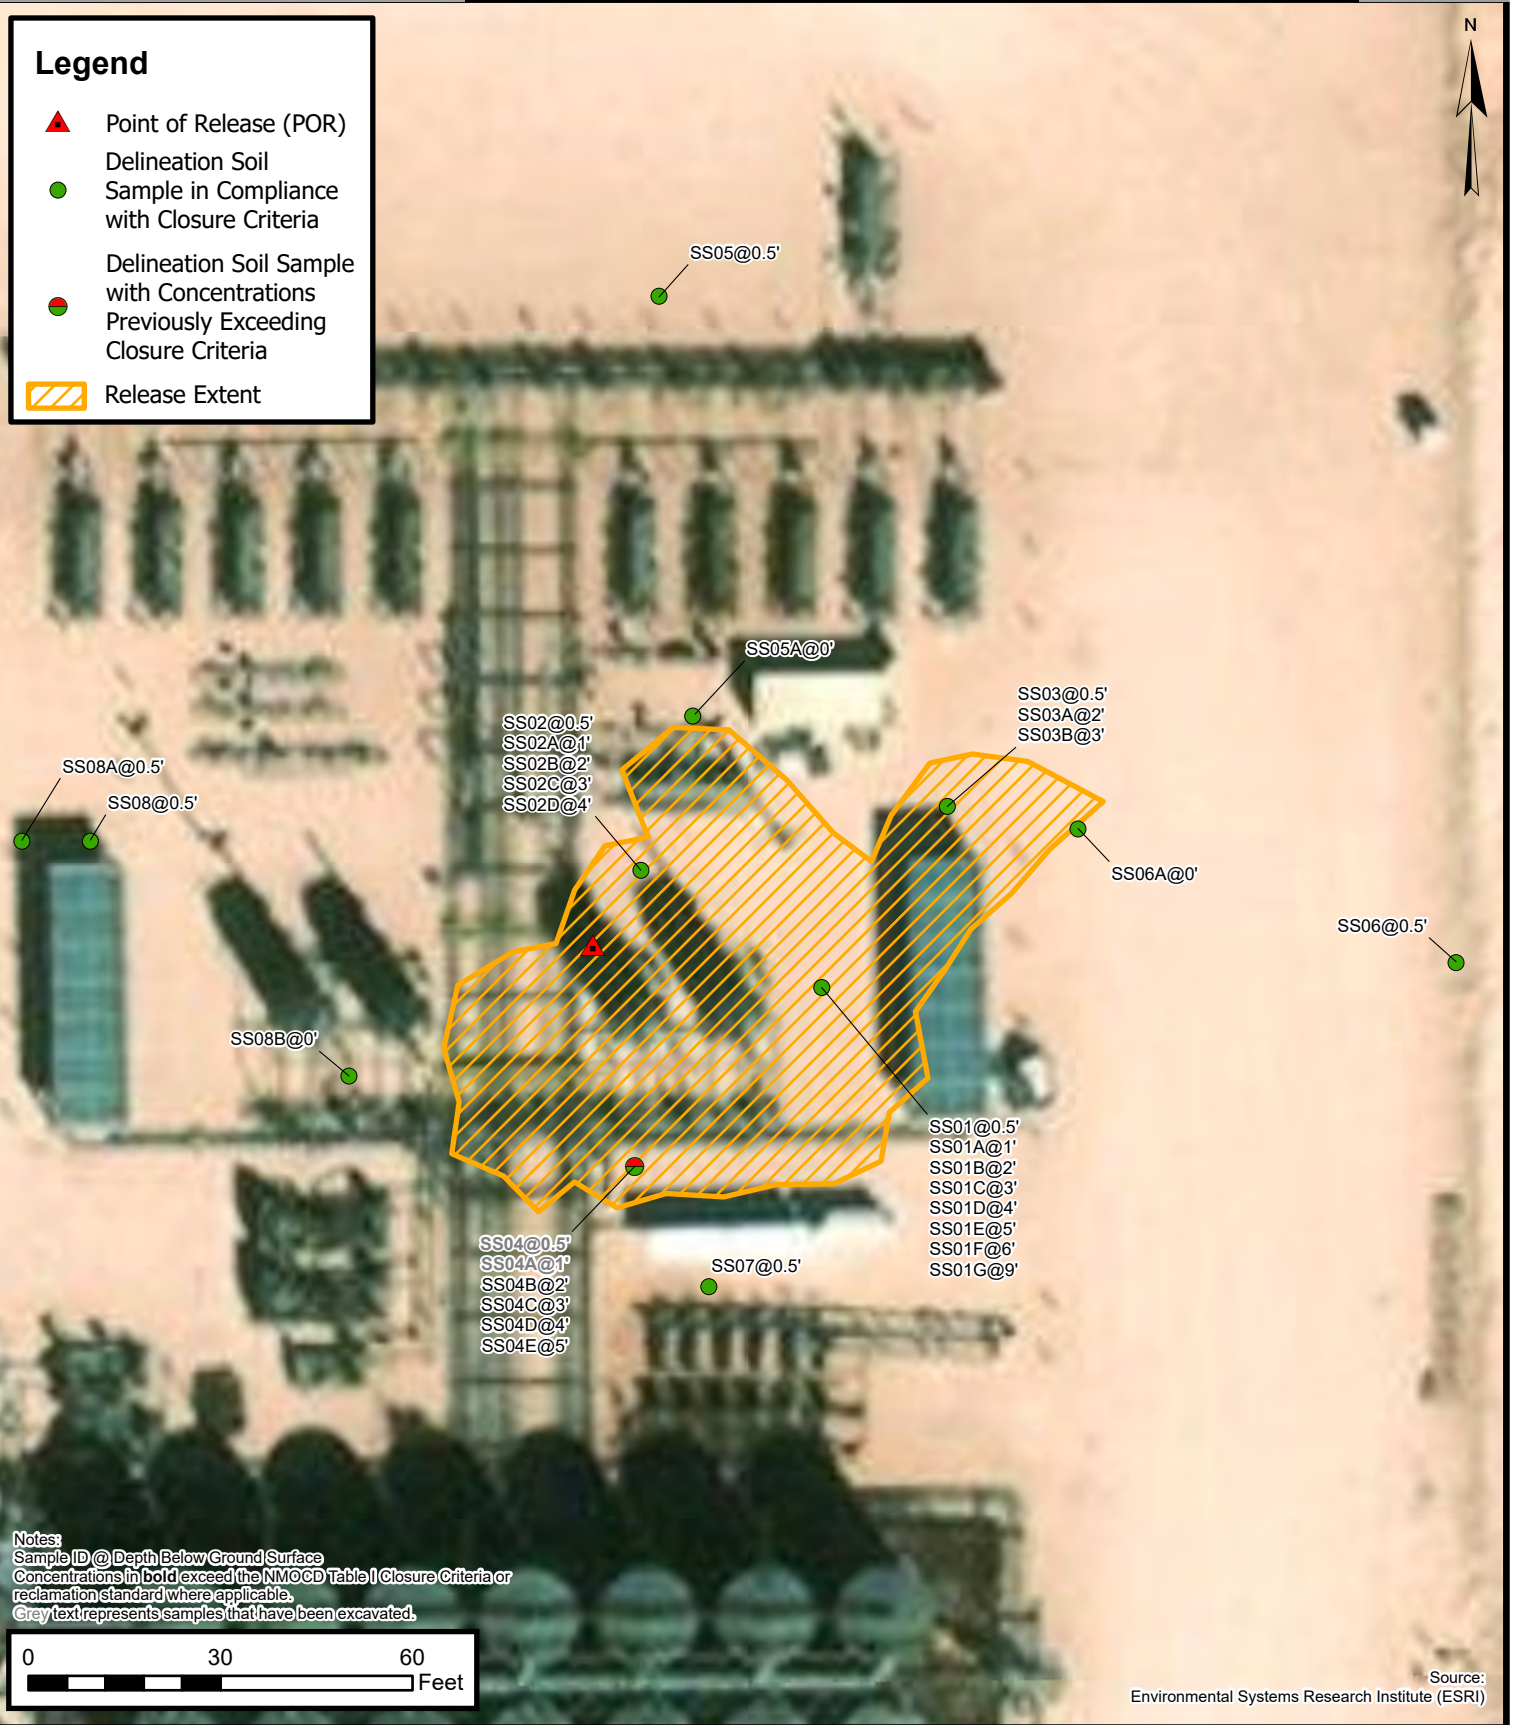 Legend
Point of Release (POR)
Delineation Soil
Sample in Compliance
with Closure Criteria
Delineation Soil Sample
with Concentrations
Previously Exceeding
Closure Criteria
Release Extent
N
SS05@0.5'
SS05A@0'
SS03@0.5'
SS03A@2'
SS03B@3'
SS02@0.5'
SS02A@1'
SS02B@2'
SS02C@3'
SS02D@4'
SS08A@0.5'
SS08@0.5'
SS06A@0'
SS06@0.5'
SS08B@0'
SS01@0.5'
SS01A@1'
SS01B@2'
SS01C@3'
SS01D@4'
SS01E@5'
SS01F@6'
SS01G@9'
SS04@0.5'
SS04A@1'
SS04B@2'
SS04C@3'
SS04D@4'
SS04E@5'
SS07@0.5'
Notes:
Sample ID @ Depth Below Ground Surface
Concentrations in bold exceed the NMOCD Table I Closure Criteria or
reclamation standard where applicable.
Grey text represents samples that have been excavated.
0 30 60
Feet
Source:
Environmental Systems Research Institute (ESRI)